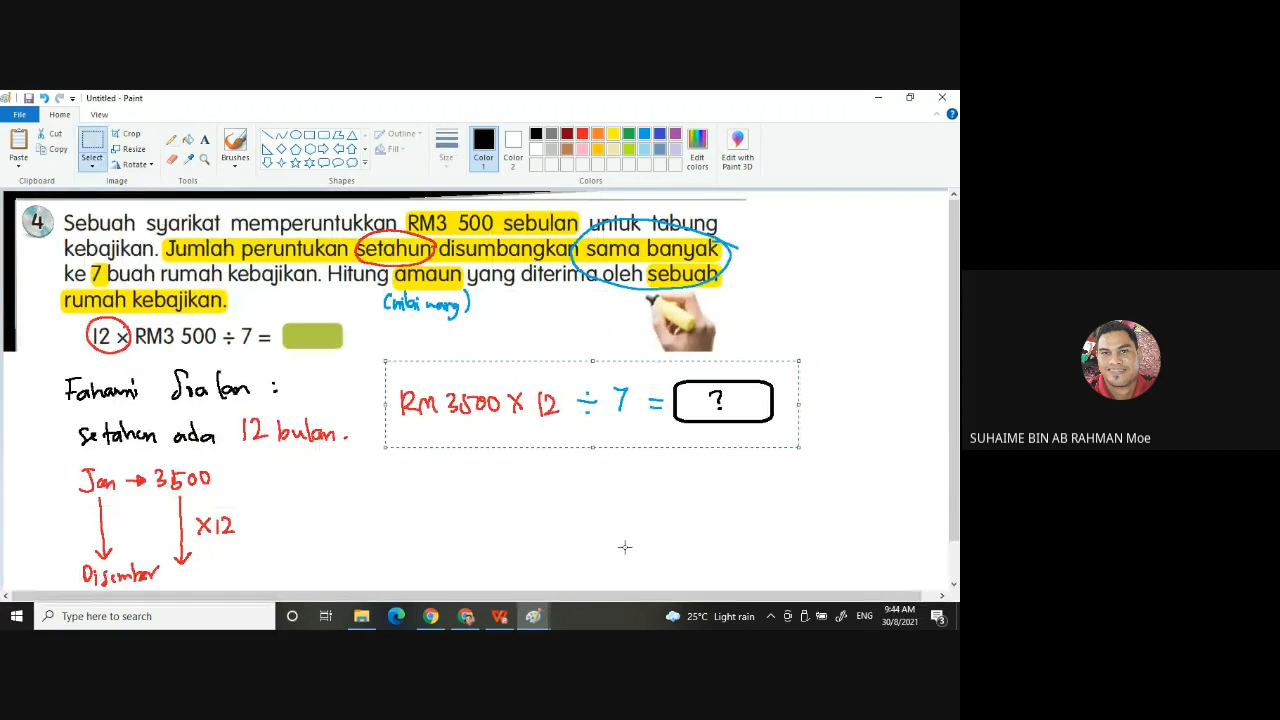 Untitled - Paint
File Home View
Paste
Cut
Copy
Clipboard
Select
Crop
Resize
Rotate
Image
Tools
Brushes
Shapes
Outline
Fill
Size
Color 1
Color 2
Colors
Edit colors
Edit with Paint 3D
4 Sebuah syarikat memperuntukkan RM3 500 sebulan untuk tabung
kebajikan. Jumlah peruntukan setahun disumbangkan sama banyak
ke 7 buah rumah kebajikan. Hitung amaun yang diterima oleh sebuah
rumah kebajikan.
(nilai wang)
12 × RM3 500 ÷ 7 =
Fahami Soalan :
RM 3500 × 12 ÷ 7 = ?
setahun ada 12 bulan.
Jan → 3500
×12
Disember
SUHAIME BIN AB RAHMAN Moe
Type here to search
25°C Light rain
ENG
9:44 AM
30/8/2021
3